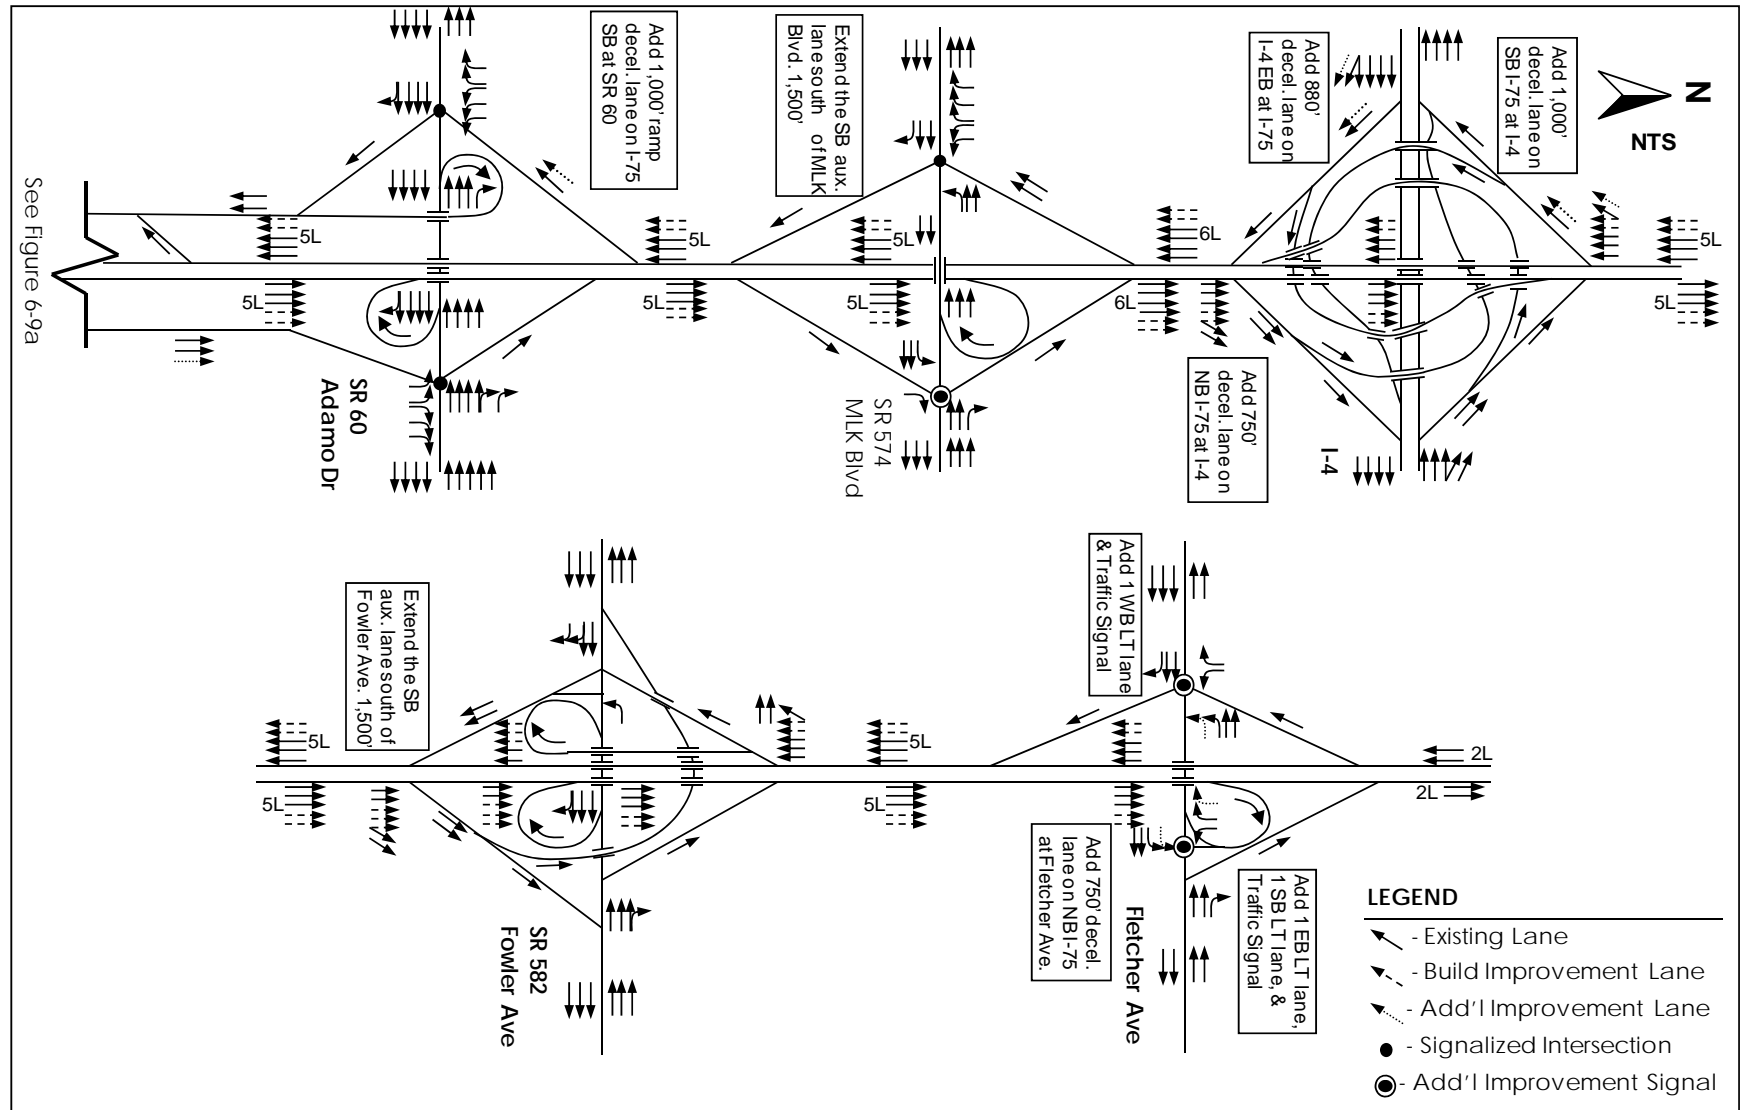 Add 1,000' ramp
decel. lane on I-75
SB at SR 60
Extend the SB aux.
lane south of MLK
Blvd. 1,500'
Add 880'
decel. lane on
I-4 EB at I-75
Add 1,000'
decel. lane on
SB I-75 at I-4
N
NTS
See Figure 6-9a
5L
5L
5L
6L
5L
5L
5L
5L
6L
5L
SR 60
Adamo Dr
SR 574
MLK Blvd
Add 750'
decel. lane on
NB I-75 at I-4
I-4
Extend the SB
aux. lane south of
Fowler Ave. 1,500'
Add 1 WB LT lane
& Traffic Signal
5L
5L
2L
5L
5L
2L
SR 582
Fowler Ave
Add 750' decel.
lane on NB I-75
at Fletcher Ave.
Fletcher Ave
Add 1 EB LT lane,
1 SB LT lane, &
Traffic Signal
LEGEND
- Existing Lane
- Build Improvement Lane
- Add'l Improvement Lane
- Signalized Intersection
- Add'l Improvement Signal